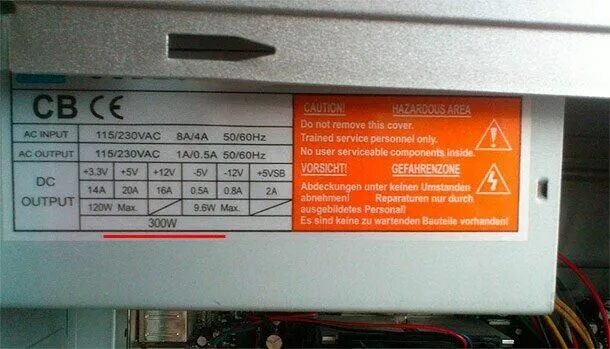 CB CE
AC INPUT 115/230VAC 8A/4A 50/60Hz
AC OUTPUT 115/230VAC 1A/0.5A 50/60Hz
DC OUTPUT
+3.3V +5V +12V -5V -12V +5VSB
14A 20A 16A 0.5A 0.8A 2A
120W Max. 9.6W Max.
300W
CAUTION! HAZARDOUS AREA
Do not remove this cover.
Trained service personnel only.
No user serviceable components inside.
VORSICHT! GEFAHRENZONE
Abdeckungen unter keinen Umständen
abnehmen! Reparaturen nur durch
ausgebildetes Personal!
Es sind keine zu wartenden Bauteile vorhanden!